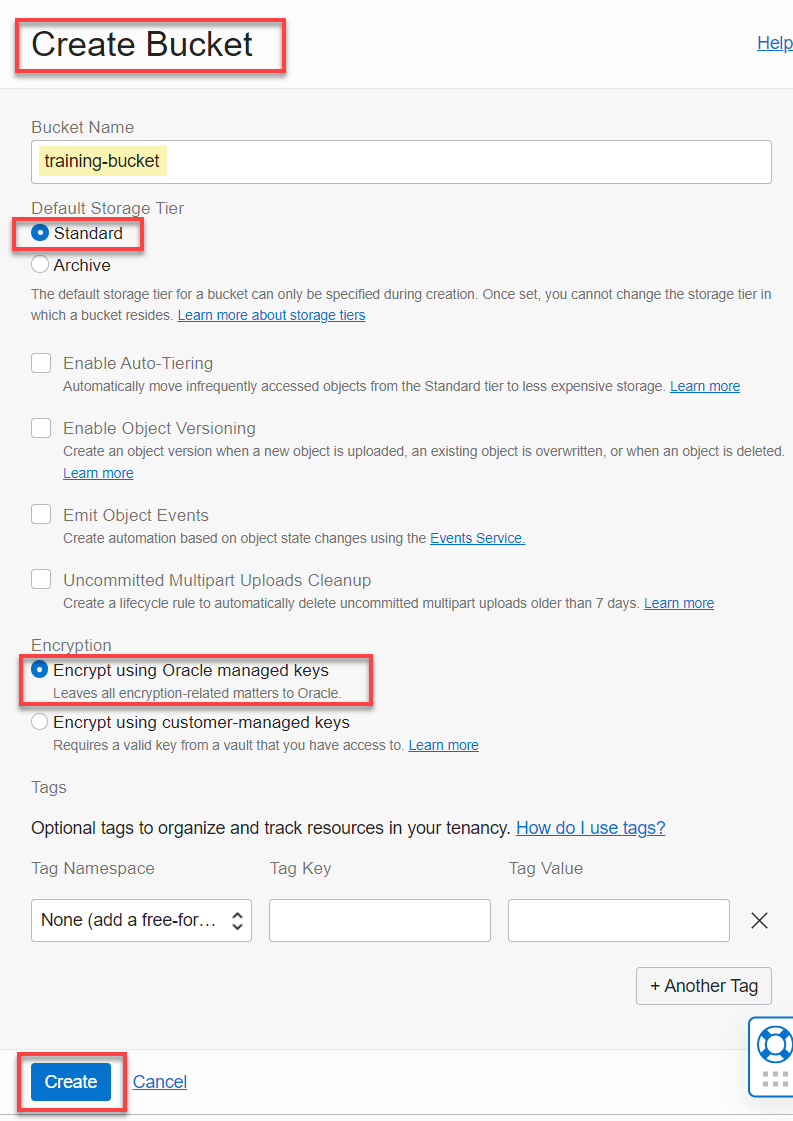 Create Bucket
Help
Bucket Name
training-bucket
Default Storage Tier
Standard
Archive
The default storage tier for a bucket can only be specified during creation. Once set, you cannot change the storage tier in
which a bucket resides. Learn more about storage tiers
Enable Auto-Tiering
Automatically move infrequently accessed objects from the Standard tier to less expensive storage. Learn more
Enable Object Versioning
Create an object version when a new object is uploaded, an existing object is overwritten, or when an object is deleted.
Learn more
Emit Object Events
Create automation based on object state changes using the Events Service.
Uncommitted Multipart Uploads Cleanup
Create a lifecycle rule to automatically delete uncommitted multipart uploads older than 7 days. Learn more
Encryption
Encrypt using Oracle managed keys
Leaves all encryption-related matters to Oracle.
Encrypt using customer-managed keys
Requires a valid key from a vault that you have access to. Learn more
Tags
Optional tags to organize and track resources in your tenancy. How do I use tags?
Tag Namespace Tag Key Tag Value
None (add a free-for...
+ Another Tag
Create Cancel